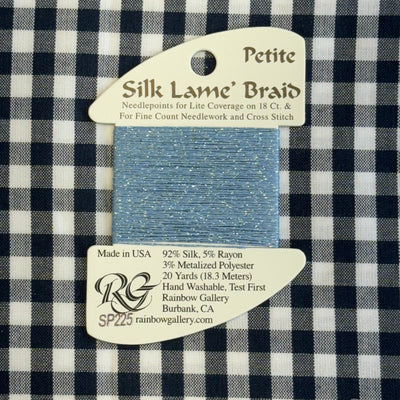 Petite
Silk Lame' Braid
Needlepoints for Lite Coverage on 18 Ct. &
For Fine Count Needlework and Cross Stitch
Made in USA
92% Silk, 5% Rayon
3% Metalized Polyester
20 Yards (18.3 Meters)
Hand Washable, Test First
Rainbow Gallery
Burbank, CA
RG
SP225
rainbowgallery.com